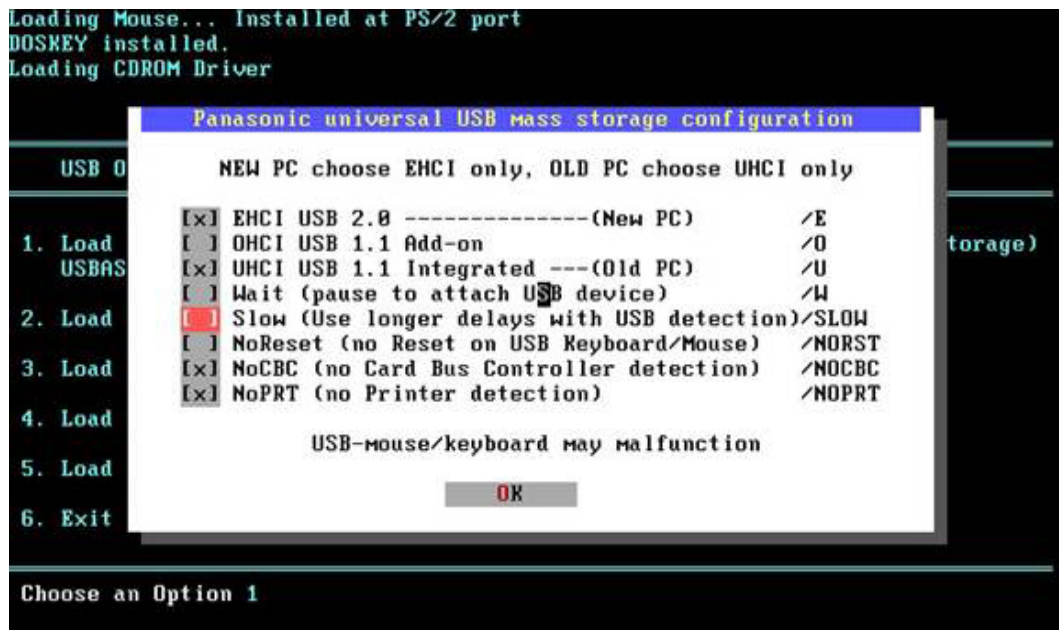 Loading Mouse... Installed at PS/2 port
DOSKEY installed.
Loading CDROM Driver
Panasonic universal USB mass storage configuration
USB O
NEW PC choose EHCI only, OLD PC choose UHCI only
[x] EHCI USB 2.0 --------------(New PC) /E
1. Load
[ ] OHCI USB 1.1 Add-on /O
torage)
USBAS
[x] UHCI USB 1.1 Integrated ---(Old PC) /U
[ ] Wait (pause to attach USB device) /W
2. Load
[ ] Slow (Use longer delays with USB detection)/SLOW
[ ] NoReset (no Reset on USB Keyboard/Mouse) /NORST
3. Load
[x] NoCBC (no Card Bus Controller detection) /NOCBC
[x] NoPRT (no Printer detection) /NOPRT
4. Load
USB-mouse/keyboard may malfunction
5. Load
OK
6. Exit
Choose an Option 1